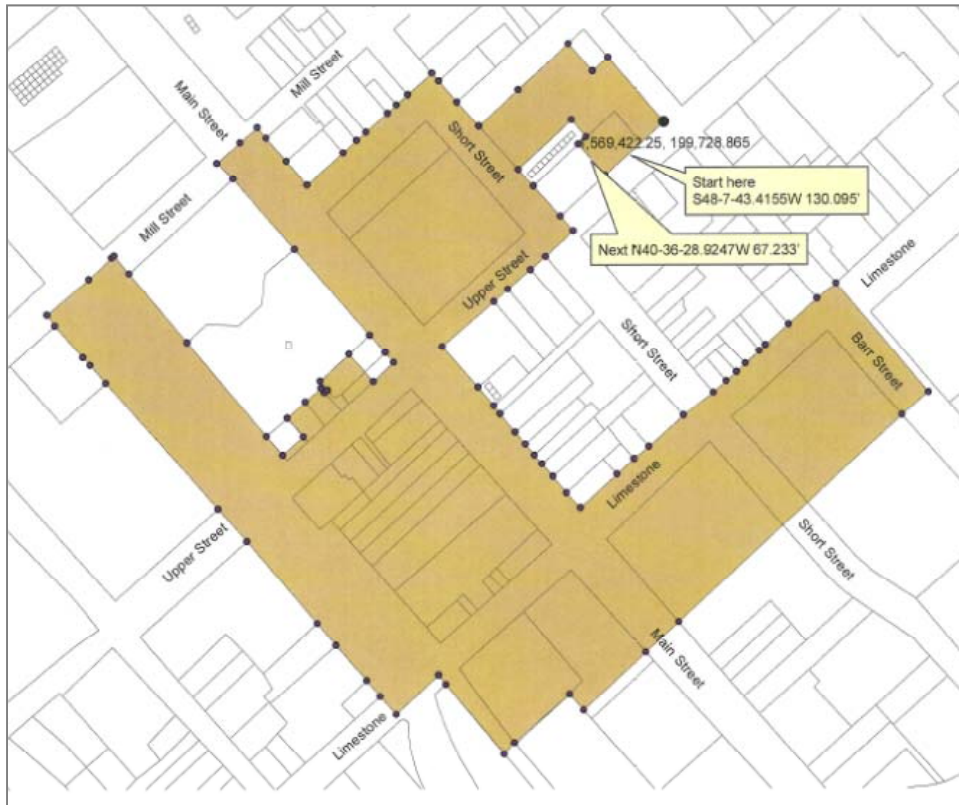 Mill Street
Main Street
Short Street
,569,422.25, 199,728.865
Start here
S48-7-43.4155W 130.095'
Mill Street
Next N40-36-28.9247W 67.233'
Upper Street
Limestone
Short Street
Barr Street
Limestone
Upper Street
Short Street
Main Street
Limestone